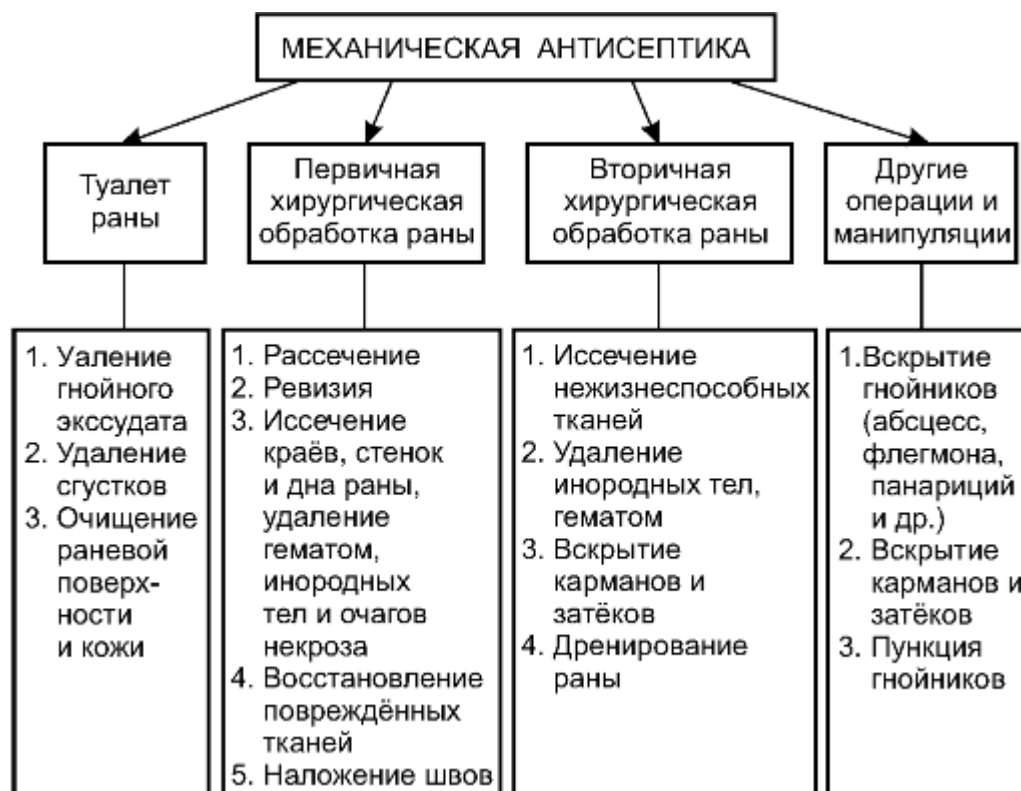 МЕХАНИЧЕСКАЯ АНТИСЕПТИКА
Туалет
раны
Первичная
хирургическая
обработка раны
Вторичная
хирургическая
обработка раны
Другие
операции и
манипуляции
1. Уаление
гнойного
экссудата
2. Удаление
сгустков
3. Очищение
раневой
поверх-
ности
и кожи
1. Рассечение
2. Ревизия
3. Иссечение
краёв, стенок
и дна раны,
удаление
гематом,
инородных
тел и очагов
некроза
4. Восстановление
повреждённых
тканей
5. Наложение швов
1. Иссечение
нежизнеспособных
тканей
2. Удаление
инородных тел,
гематом
3. Вскрытие
карманов и
затёков
4. Дренирование
раны
1.Вскрытие
гнойников
(абсцесс,
флегмона,
панариций
и др.)
2. Вскрытие
карманов и
затёков
3. Пункция
гнойников